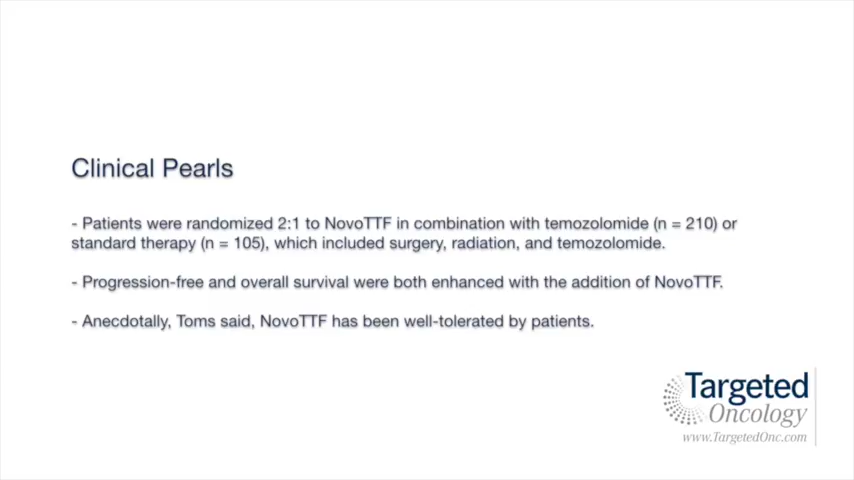 Clinical Pearls
- Patients were randomized 2:1 to NovoTTF in combination with temozolomide (n = 210) or
standard therapy (n = 105), which included surgery, radiation, and temozolomide.
- Progression-free and overall survival were both enhanced with the addition of NovoTTF.
- Anecdotally, Toms said, NovoTTF has been well-tolerated by patients.
Targeted
Oncology
www.TargetedOnc.com